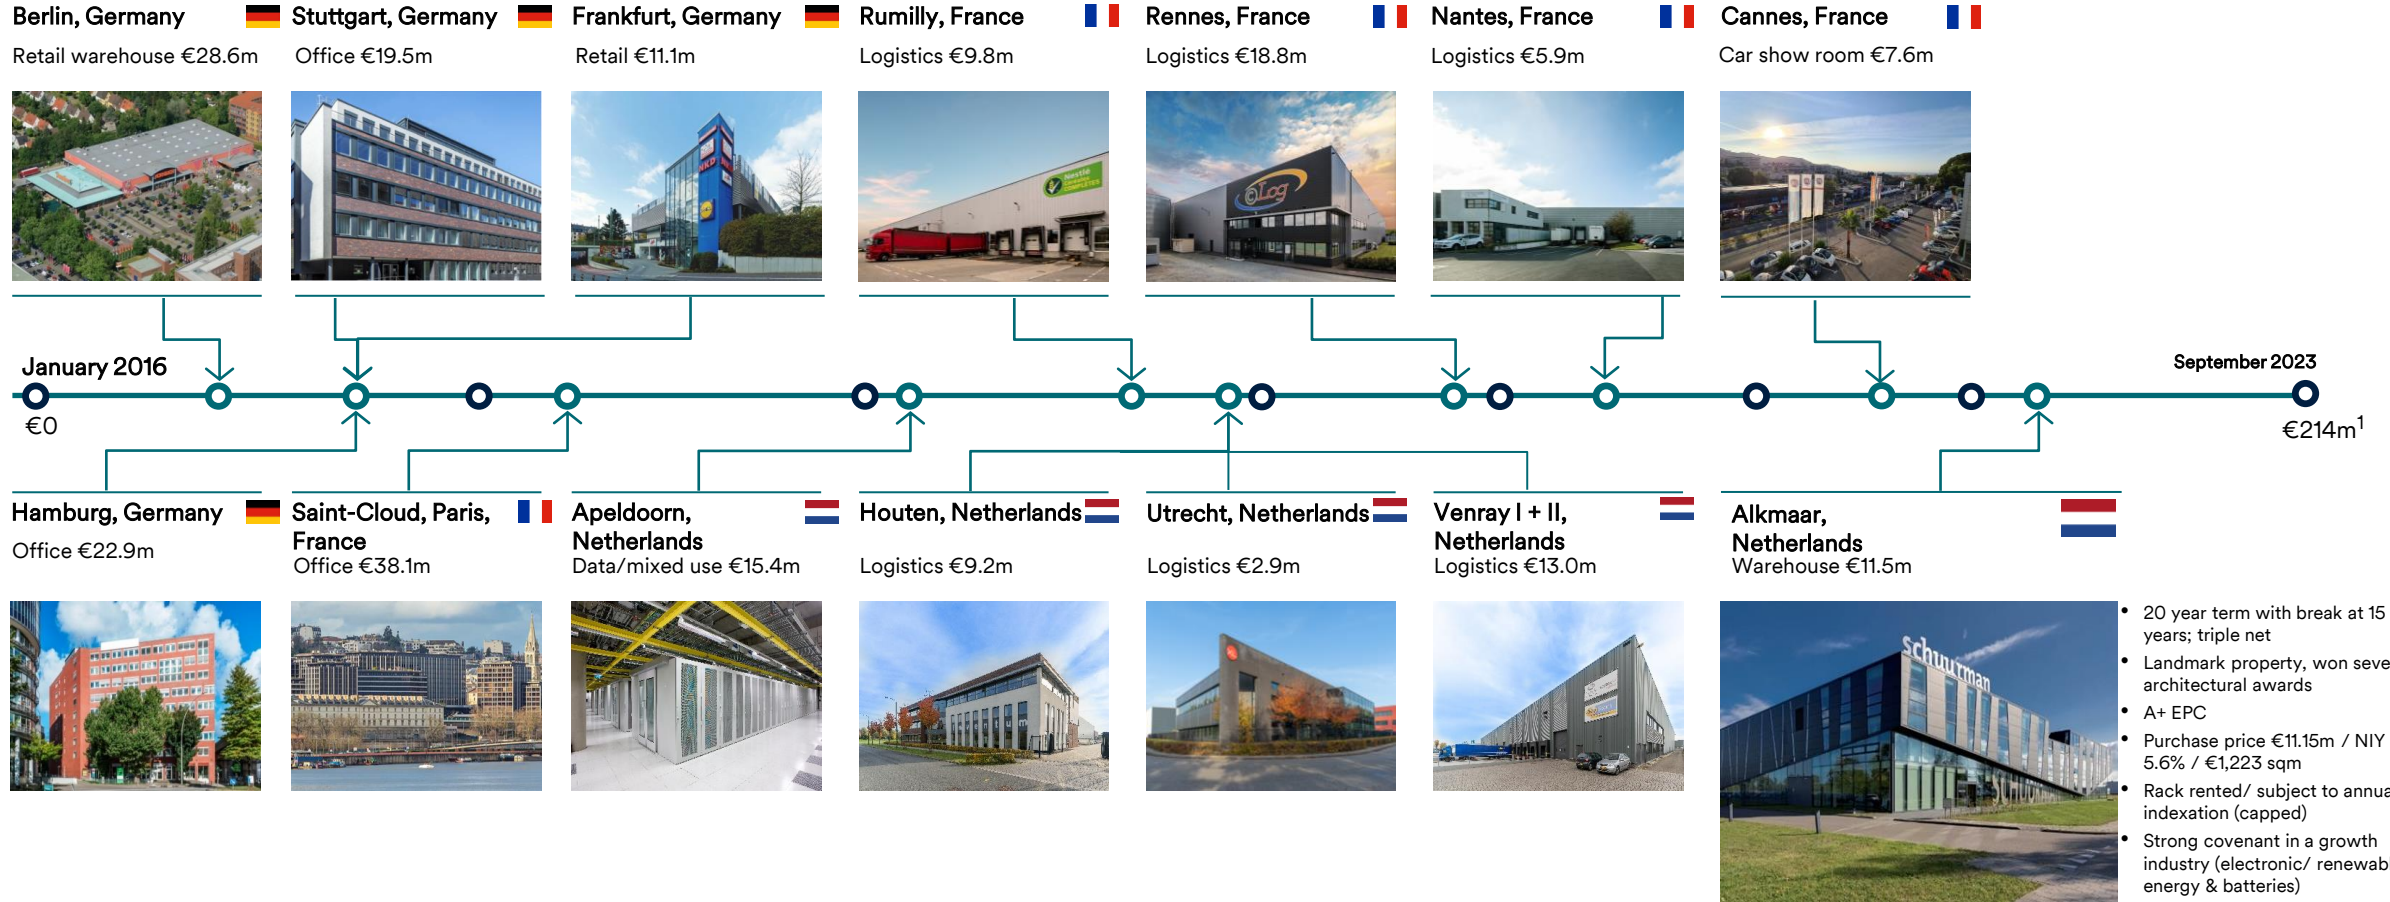 Berlin, Germany
Retail warehouse €28.6m
Stuttgart, Germany
Office €19.5m
Frankfurt, Germany
Retail €11.1m
Rumilly, France
Logistics €9.8m
Rennes, France
Logistics €18.8m
Nantes, France
Logistics €5.9m
Cannes, France
Car show room €7.6m
NKD
Nestlé
©Log
January 2016
€0
September 2023
€214m¹
Hamburg, Germany
Office €22.9m
Saint-Cloud, Paris,
France
Office €38.1m
Apeldoorn,
Netherlands
Data/mixed use €15.4m
Houten, Netherlands
Logistics €9.2m
Utrecht, Netherlands
Logistics €2.9m
Venray I + II,
Netherlands
Logistics €13.0m
Alkmaar,
Netherlands
Warehouse €11.5m
schuurman
• 20 year term with break at 15
years; triple net
• Landmark property, won seve
architectural awards
• A+ EPC
• Purchase price €11.15m / NIY
5.6% / €1,223 sqm
• Rack rented/ subject to annua
indexation (capped)
• Strong covenant in a growth
industry (electronic/ renewab
energy & batteries)